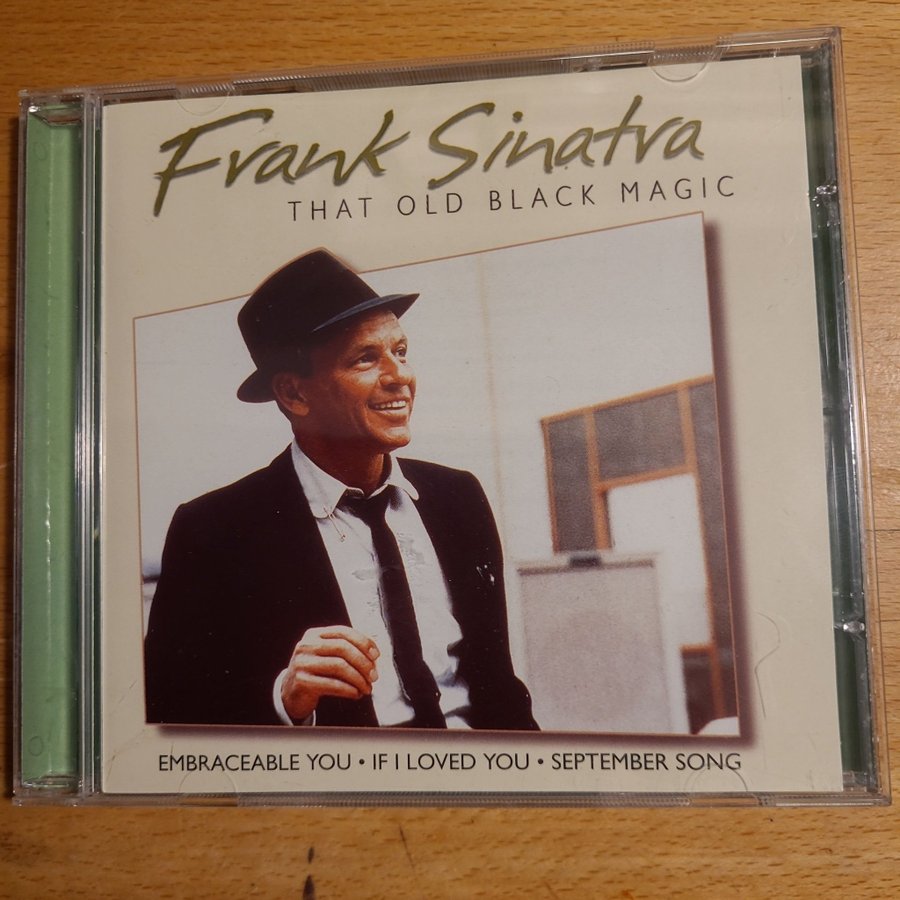 Frank Sinatra
THAT OLD BLACK MAGIC
EMBRACEABLE YOU • IF I LOVED YOU • SEPTEMBER SONG